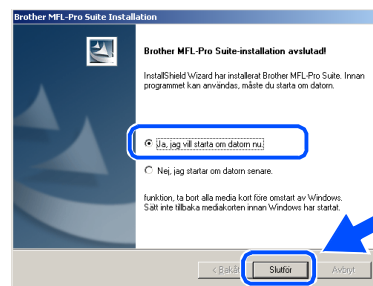 Brother MFL-Pro Suite Installation
Brother MFL-Pro Suite-installation avslutad!
InstallShield Wizard har installerat Brother MFL-Pro Suite. Innan
programmet kan användas, måste du starta om datorn.
Ja, jag vill starta om datorn nu.
Nej, jag startar om datorn senare.
funktion, ta bort alla media kort före omstart av Windows.
Sätt inte tillbaka mediakorten innan Windows har startat.
< Bakåt
Slutför
Avbryt